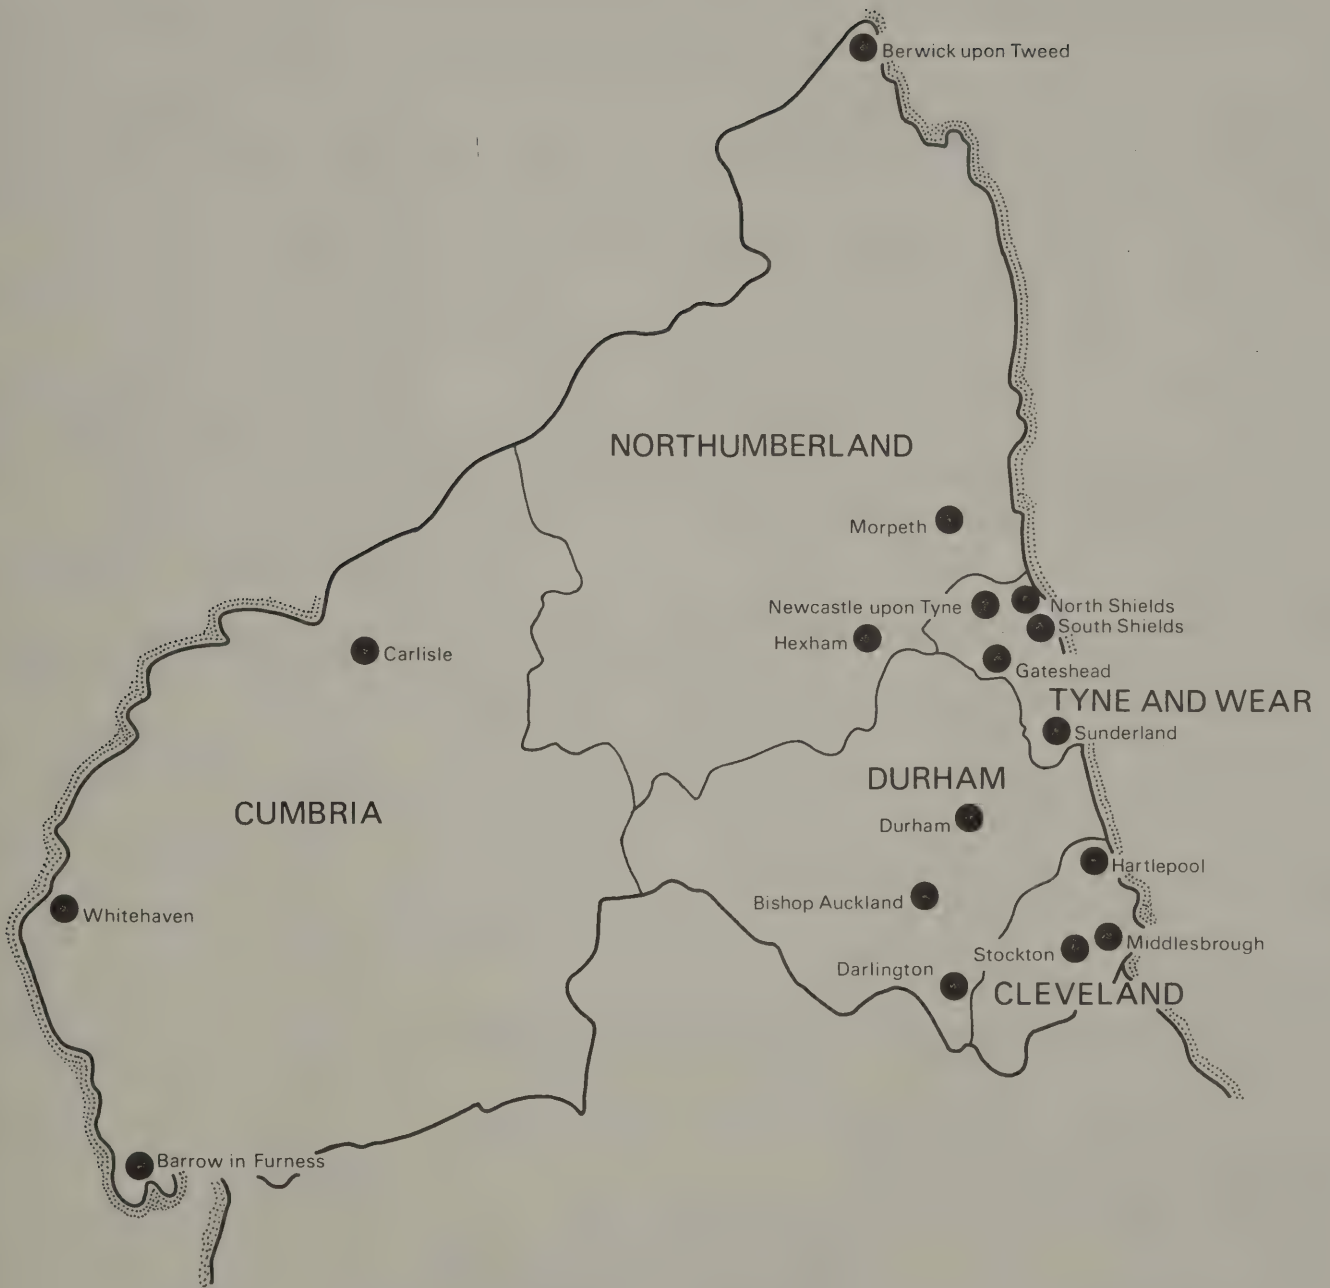 Berwick upon Tweed
NORTHUMBERLAND
Morpeth
Newcastle upon Tyne
North Shields
South Shields
Hexham
Carlisle
Gateshead
TYNE AND WEAR
Sunderland
DURHAM
CUMBRIA
Durham
Hartlepool
Bishop Auckland
Whitehaven
Middlesbrough
Stockton
Darlington
CLEVELAND
Barrow in Furness